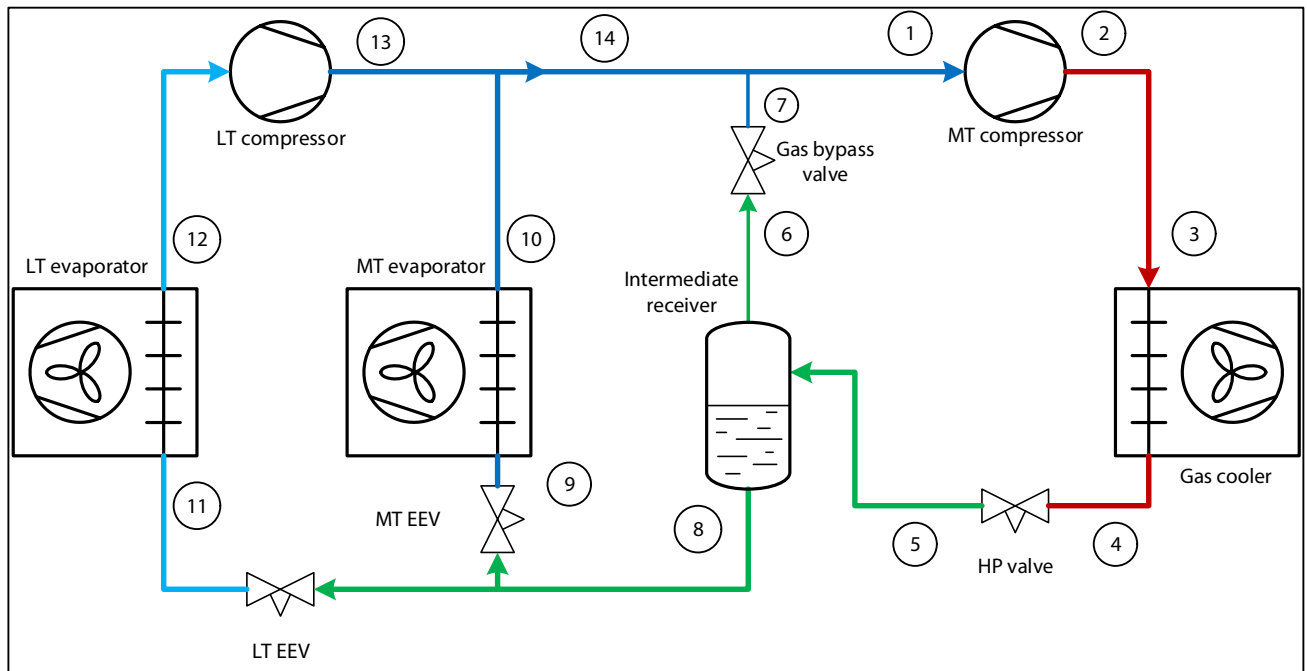 13
14
1
2
LT compressor
7
Gas bypass
valve
MT compressor
12
10
6
3
LT evaporator
MT evaporator
Intermediate
receiver
11
9
8
5
4
Gas cooler
MT EEV
HP valve
LT EEV